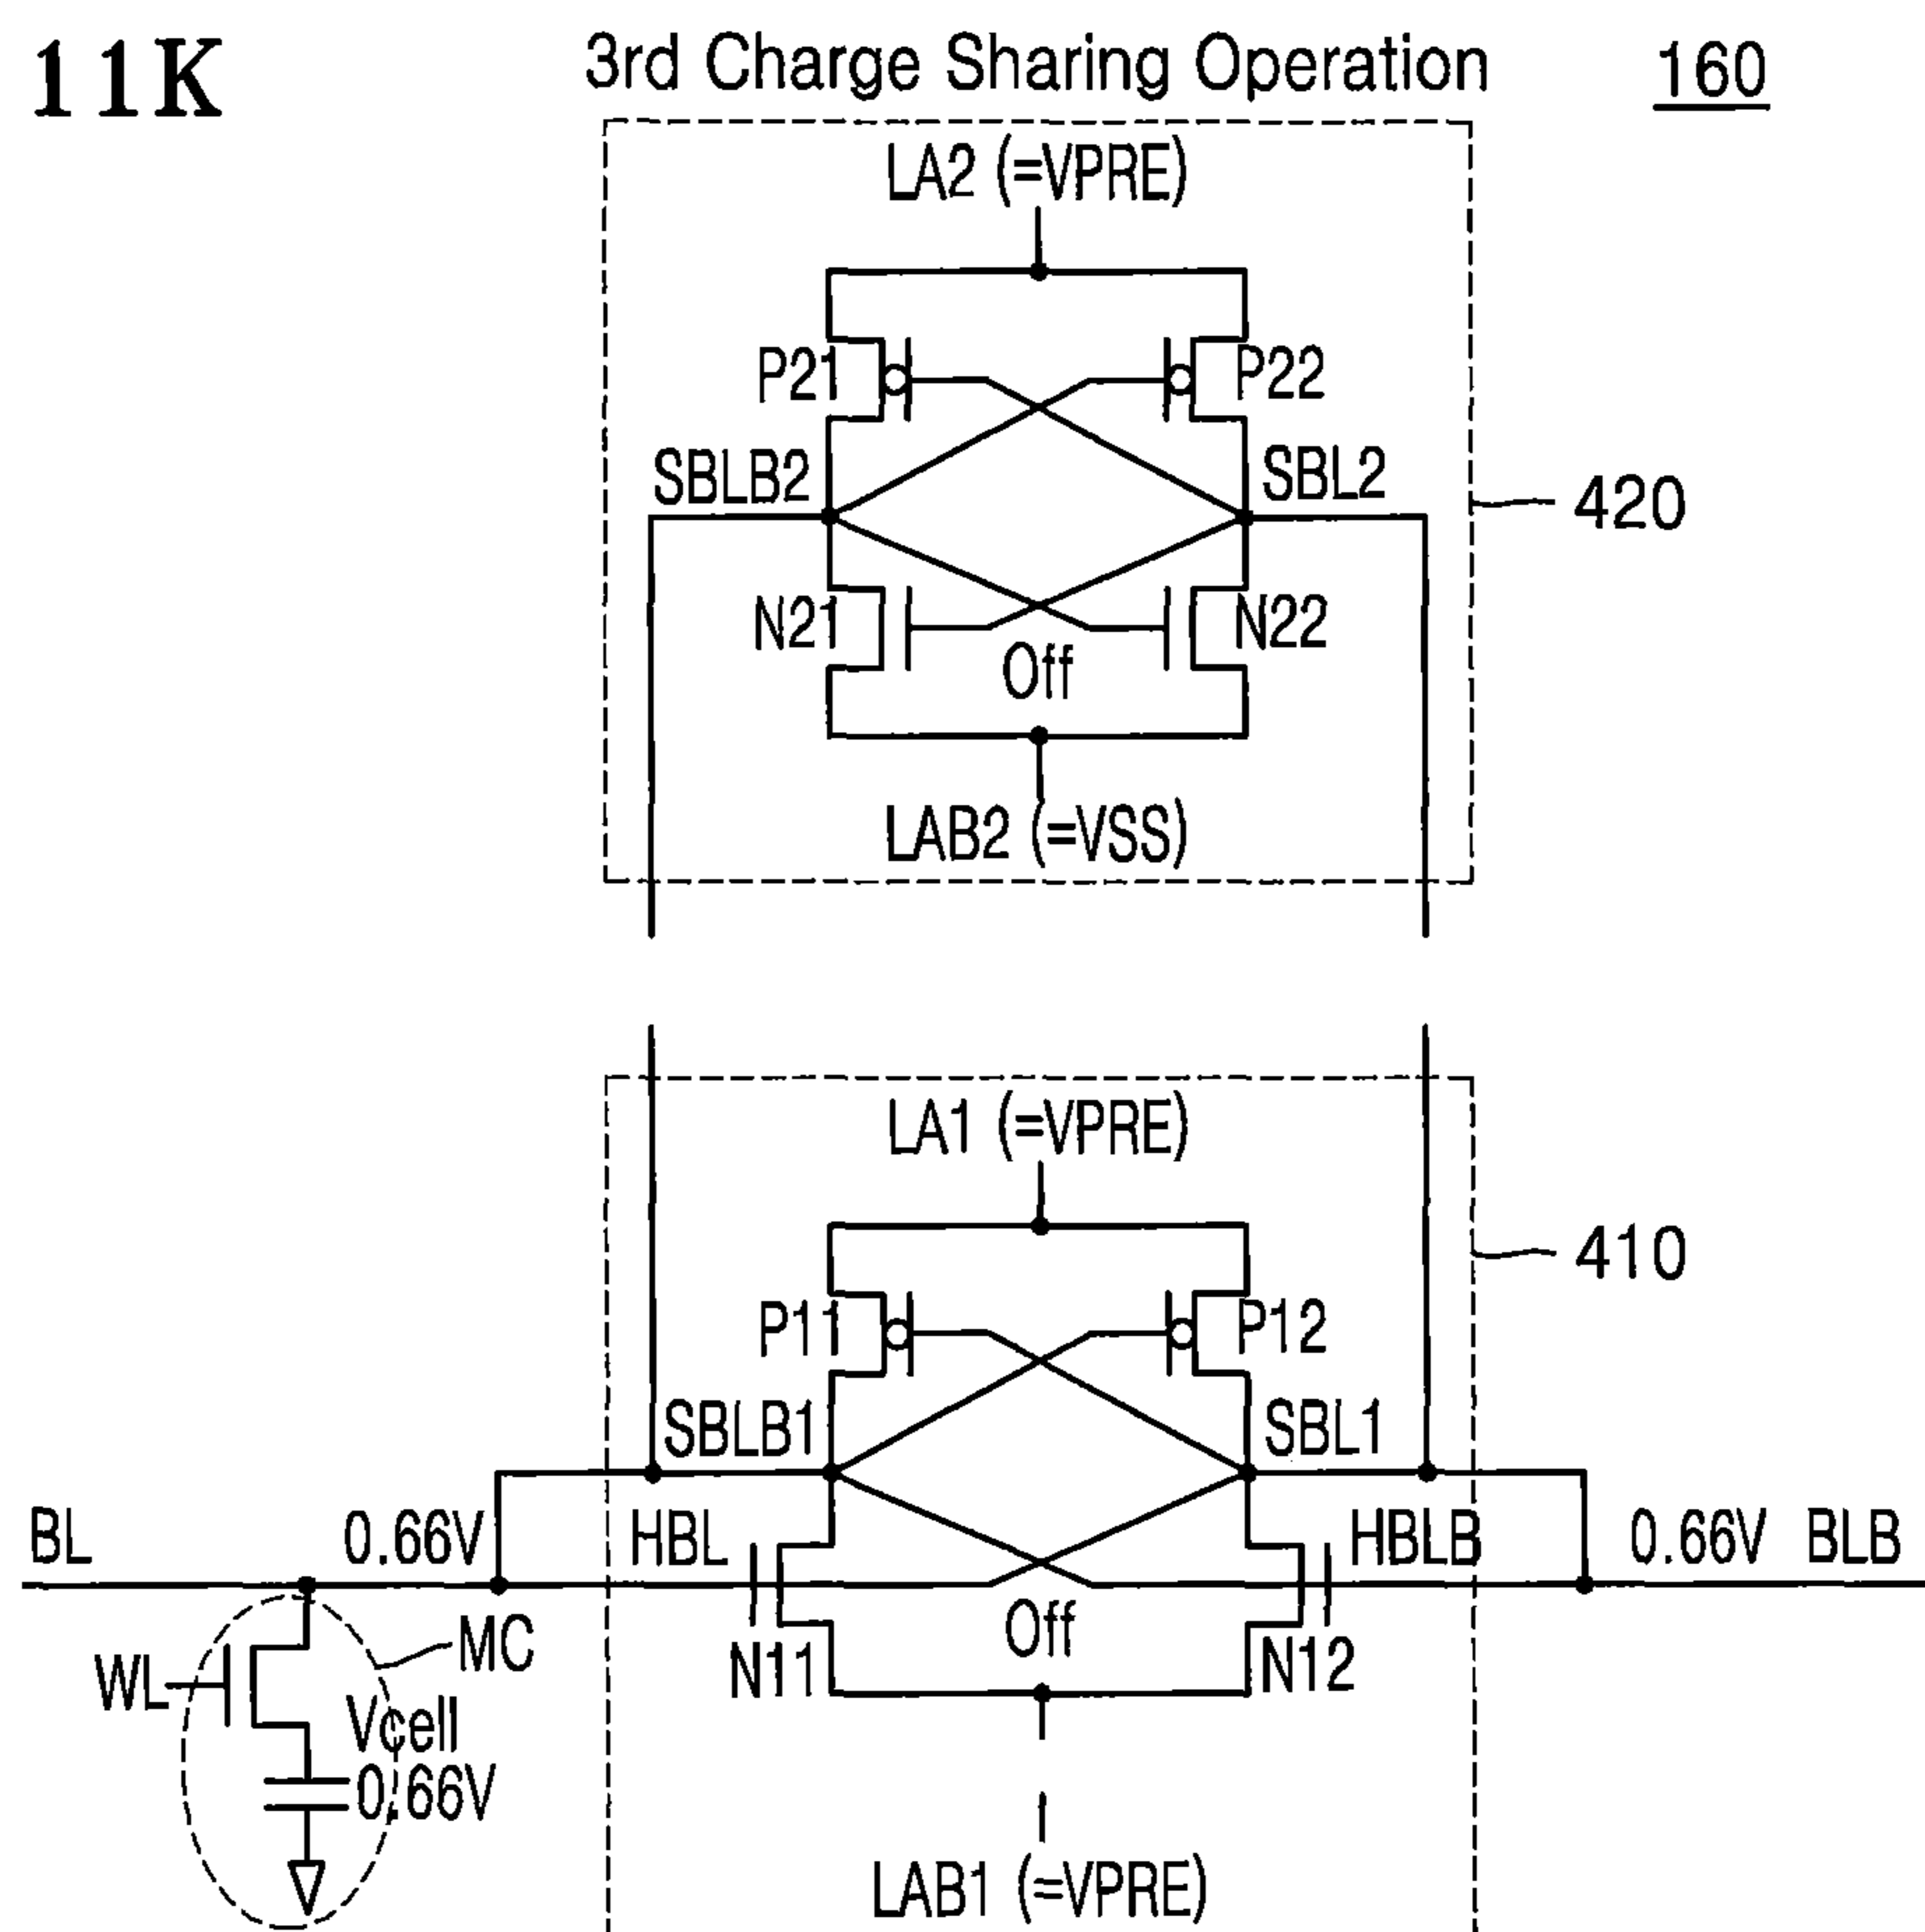 11K
3rd Charge Sharing Operation
160
LA2 (=VPRE)
P21
P22
SBLB2
SBL2
420
N21
N22
Off
LAB2 (=VSS)
LA1 (=VPRE)
410
P11
P12
SBLB1
SBL1
BL
0.66V
HBL
HBLB
0.66V
BLB
Off
MC
N11
N12
WL
Vcell
0.66V
LAB1 (=VPRE)